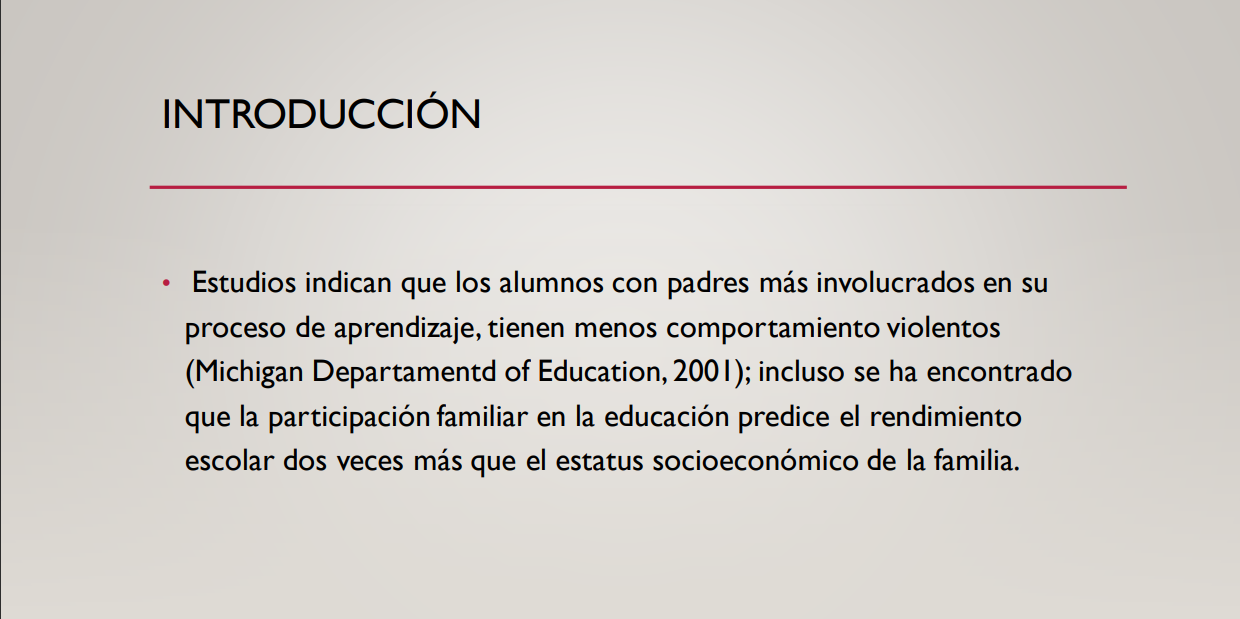 INTRODUCCIÓN
• Estudios indican que los alumnos con padres más involucrados en su
proceso de aprendizaje, tienen menos comportamiento violentos
(Michigan Departamentd of Education, 2001); incluso se ha encontrado
que la participación familiar en la educación predice el rendimiento
escolar dos veces más que el estatus socioeconómico de la familia.